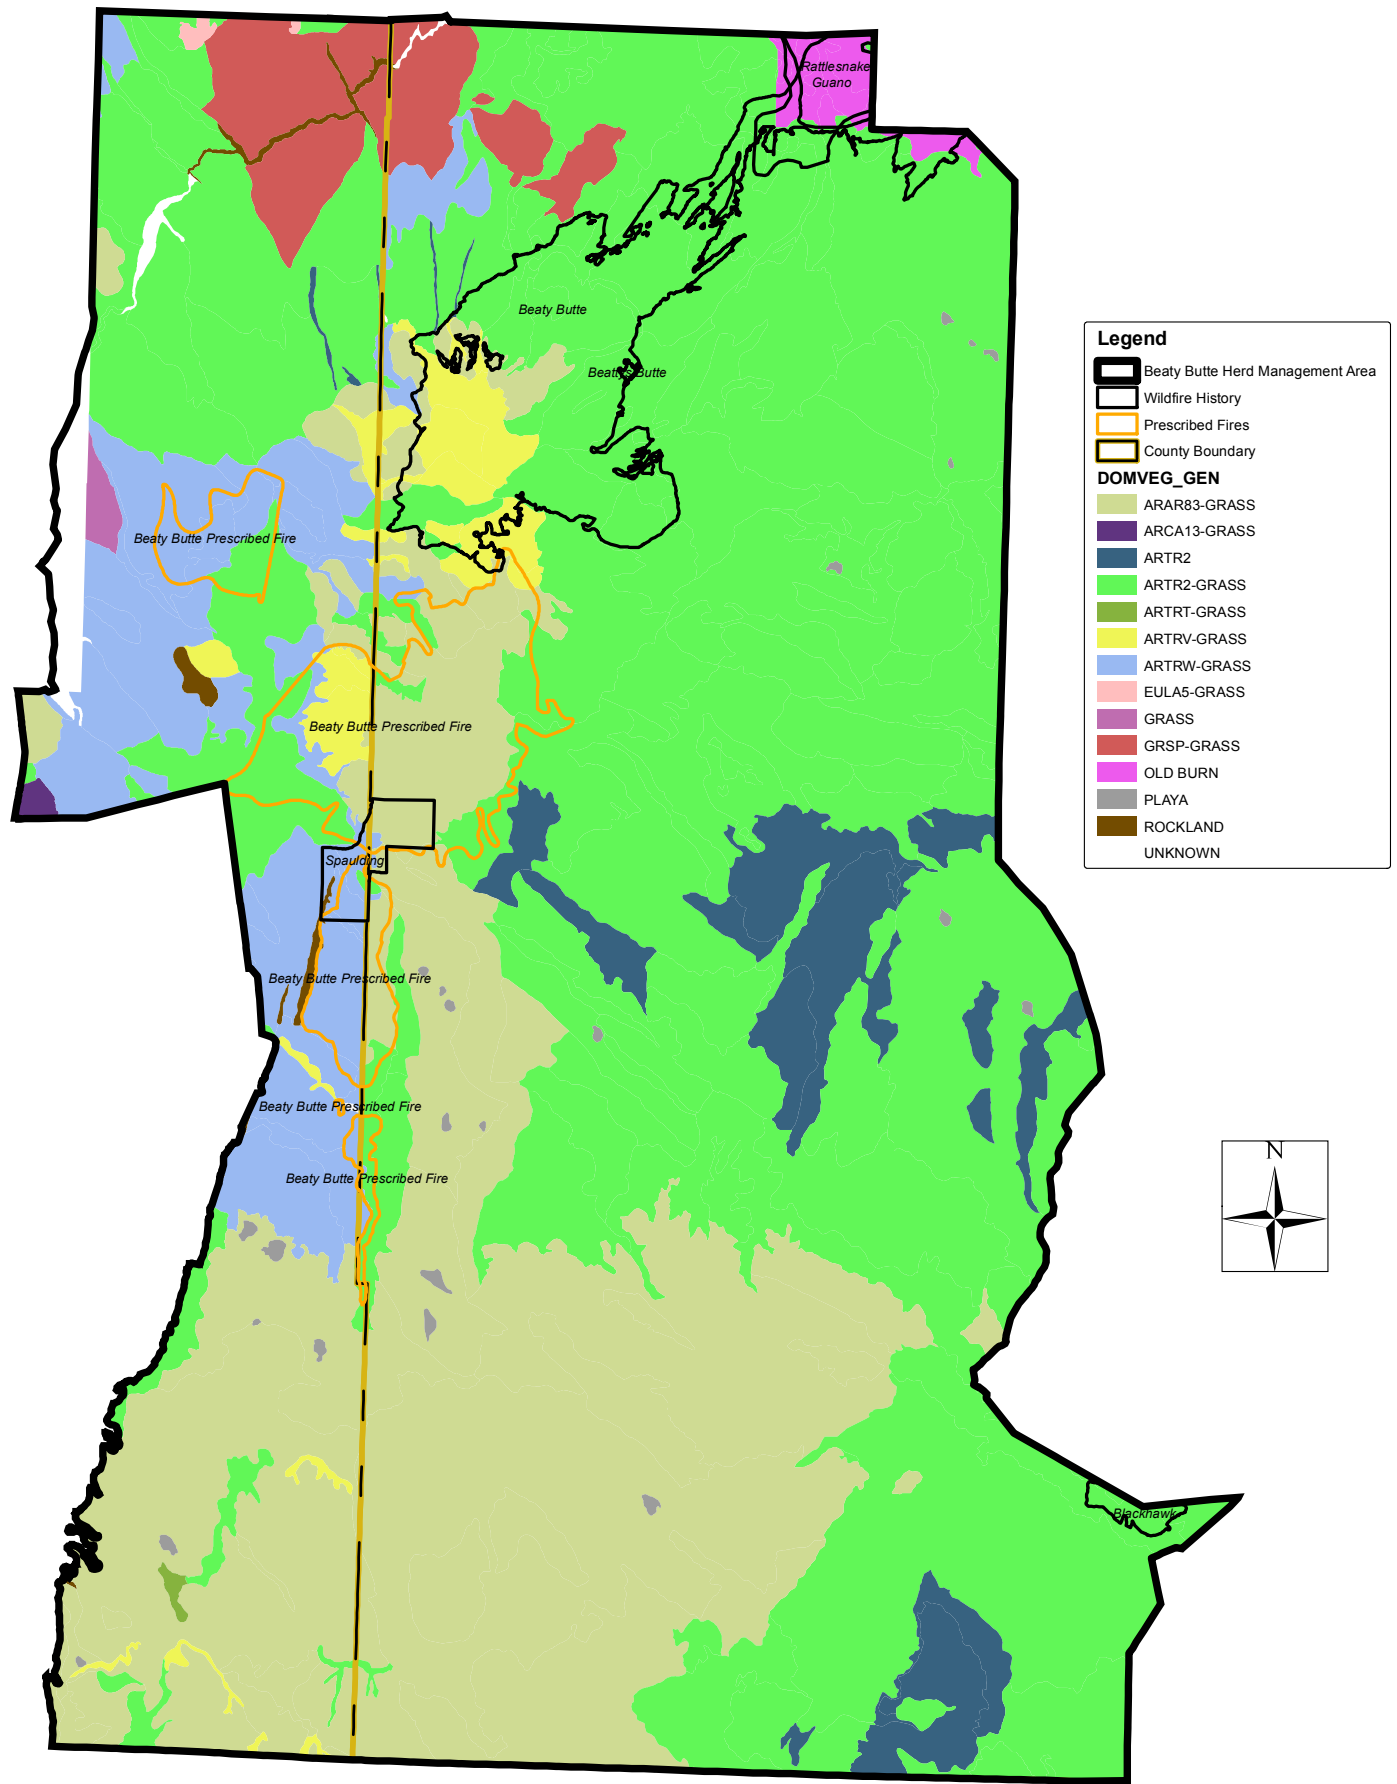 Rattlesnake
Guano
Beaty Butte
Beatys Butte
Beaty Butte Prescribed Fire
Beaty Butte Prescribed Fire
Spaulding
Beaty Butte Prescribed Fire
Beaty Butte Prescribed Fire
Beaty Butte Prescribed Fire
Blackhawk
Legend
Beaty Butte Herd Management Area
Wildfire History
Prescribed Fires
County Boundary
DOMVEG_GEN
ARAR83-GRASS
ARCA13-GRASS
ARTR2
ARTR2-GRASS
ARTRT-GRASS
ARTRV-GRASS
ARTRW-GRASS
EULA5-GRASS
GRASS
GRSP-GRASS
OLD BURN
PLAYA
ROCKLAND
UNKNOWN
N